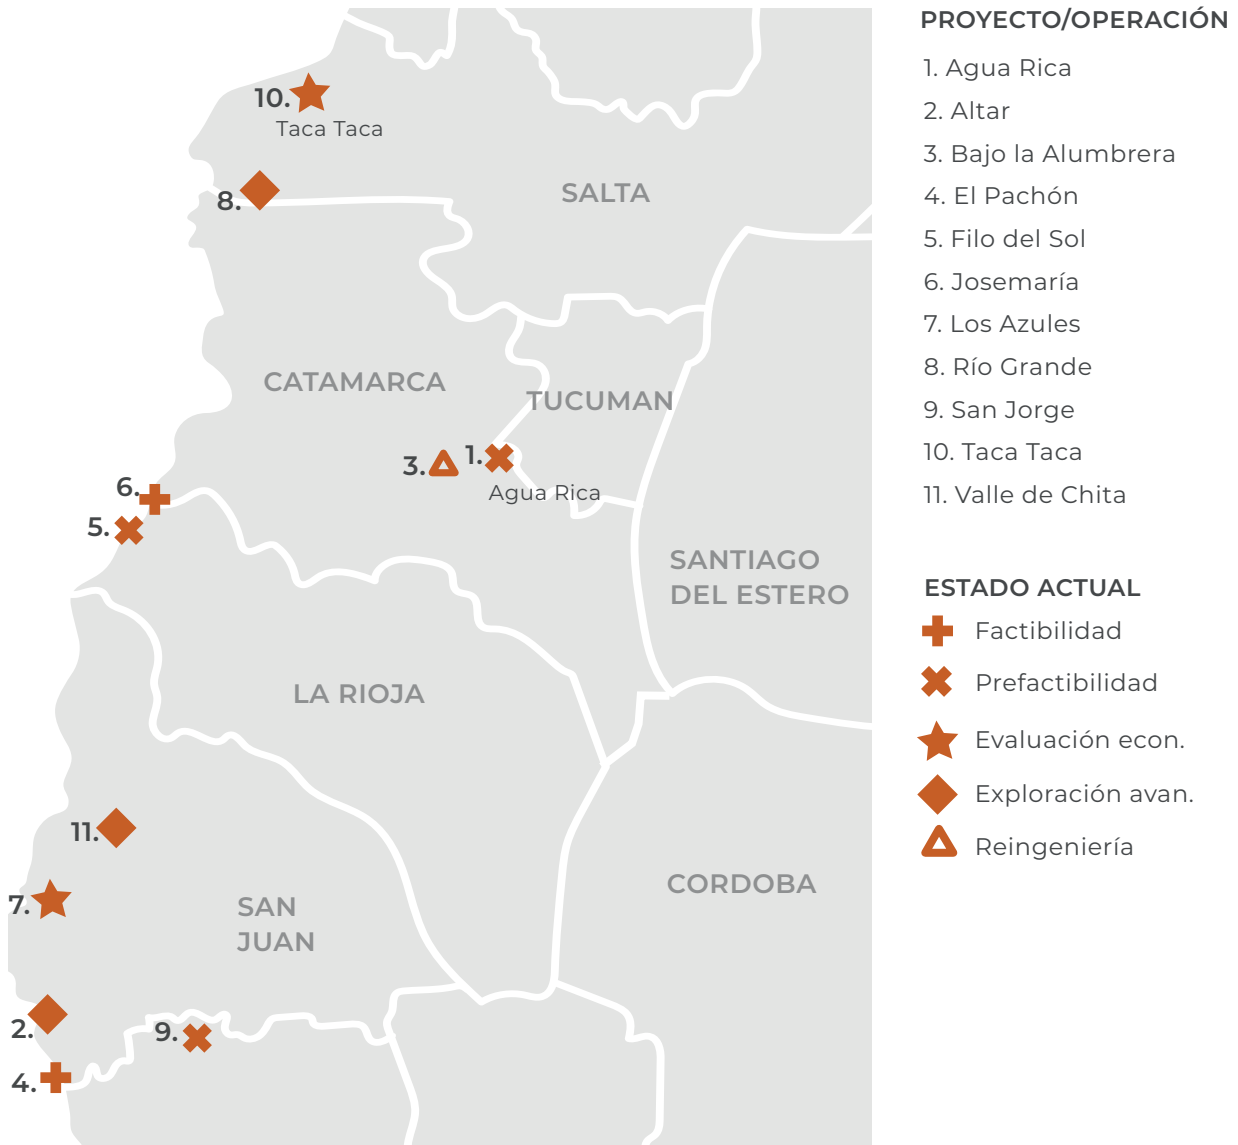 10.
Taca Taca
8.
SALTA
CATAMARCA
TUCUMAN
3.
1.
Agua Rica
6.
5.
SANTIAGO
DEL ESTERO
LA RIOJA
11.
7.
SAN
JUAN
CORDOBA
2.
9.
4.
PROYECTO/OPERACIÓN
1. Agua Rica
2. Altar
3. Bajo la Alumbrera
4. El Pachón
5. Filo del Sol
6. Josemaría
7. Los Azules
8. Río Grande
9. San Jorge
10. Taca Taca
11. Valle de Chita
ESTADO ACTUAL
Factibilidad
Prefactibilidad
Evaluación econ.
Exploración avan.
Reingeniería